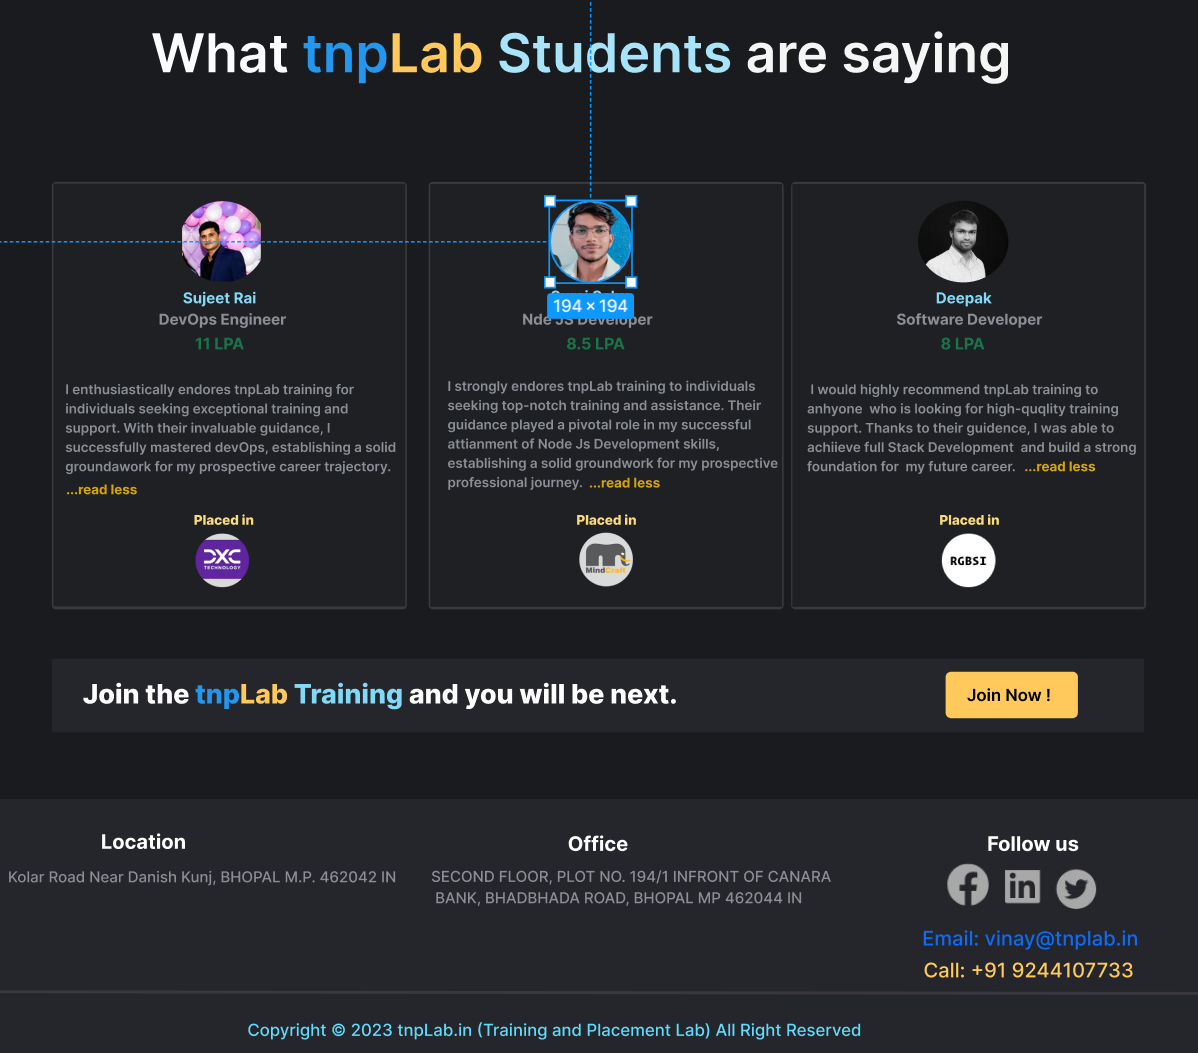 What tnpLab Students are saying
Sujeet Rai
DevOps Engineer
11 LPA
I enthusiastically endores tnpLab training for
individuals seeking exceptional training and
support. With their invaluable guidance, I
successfully mastered devOps, establishing a solid
groundawork for my prospective career trajectory.
...read less
Placed in
DXC
TECHNOLOGY
194 × 194
Nde JS Developer
8.5 LPA
I strongly endores tnpLab training to individuals
seeking top-notch training and assistance. Their
guidance played a pivotal role in my successful
attianment of Node Js Development skills,
establishing a solid groundwork for my prospective
professional journey. ...read less
Placed in
MindCraft
Deepak
Software Developer
8 LPA
I would highly recommend tnpLab training to
anhyone who is looking for high-quqlity training
support. Thanks to their guidence, I was able to
achiieve full Stack Development and build a strong
foundation for my future career. ...read less
Placed in
RGBSI
Join the tnpLab Training and you will be next.
Join Now !
Location
Kolar Road Near Danish Kunj, BHOPAL M.P. 462042 IN
Office
SECOND FLOOR, PLOT NO. 194/1 INFRONT OF CANARA
BANK, BHADBHADA ROAD, BHOPAL MP 462044 IN
Follow us
Email: vinay@tnplab.in
Call: +91 9244107733
Copyright © 2023 tnpLab.in (Training and Placement Lab) All Right Reserved